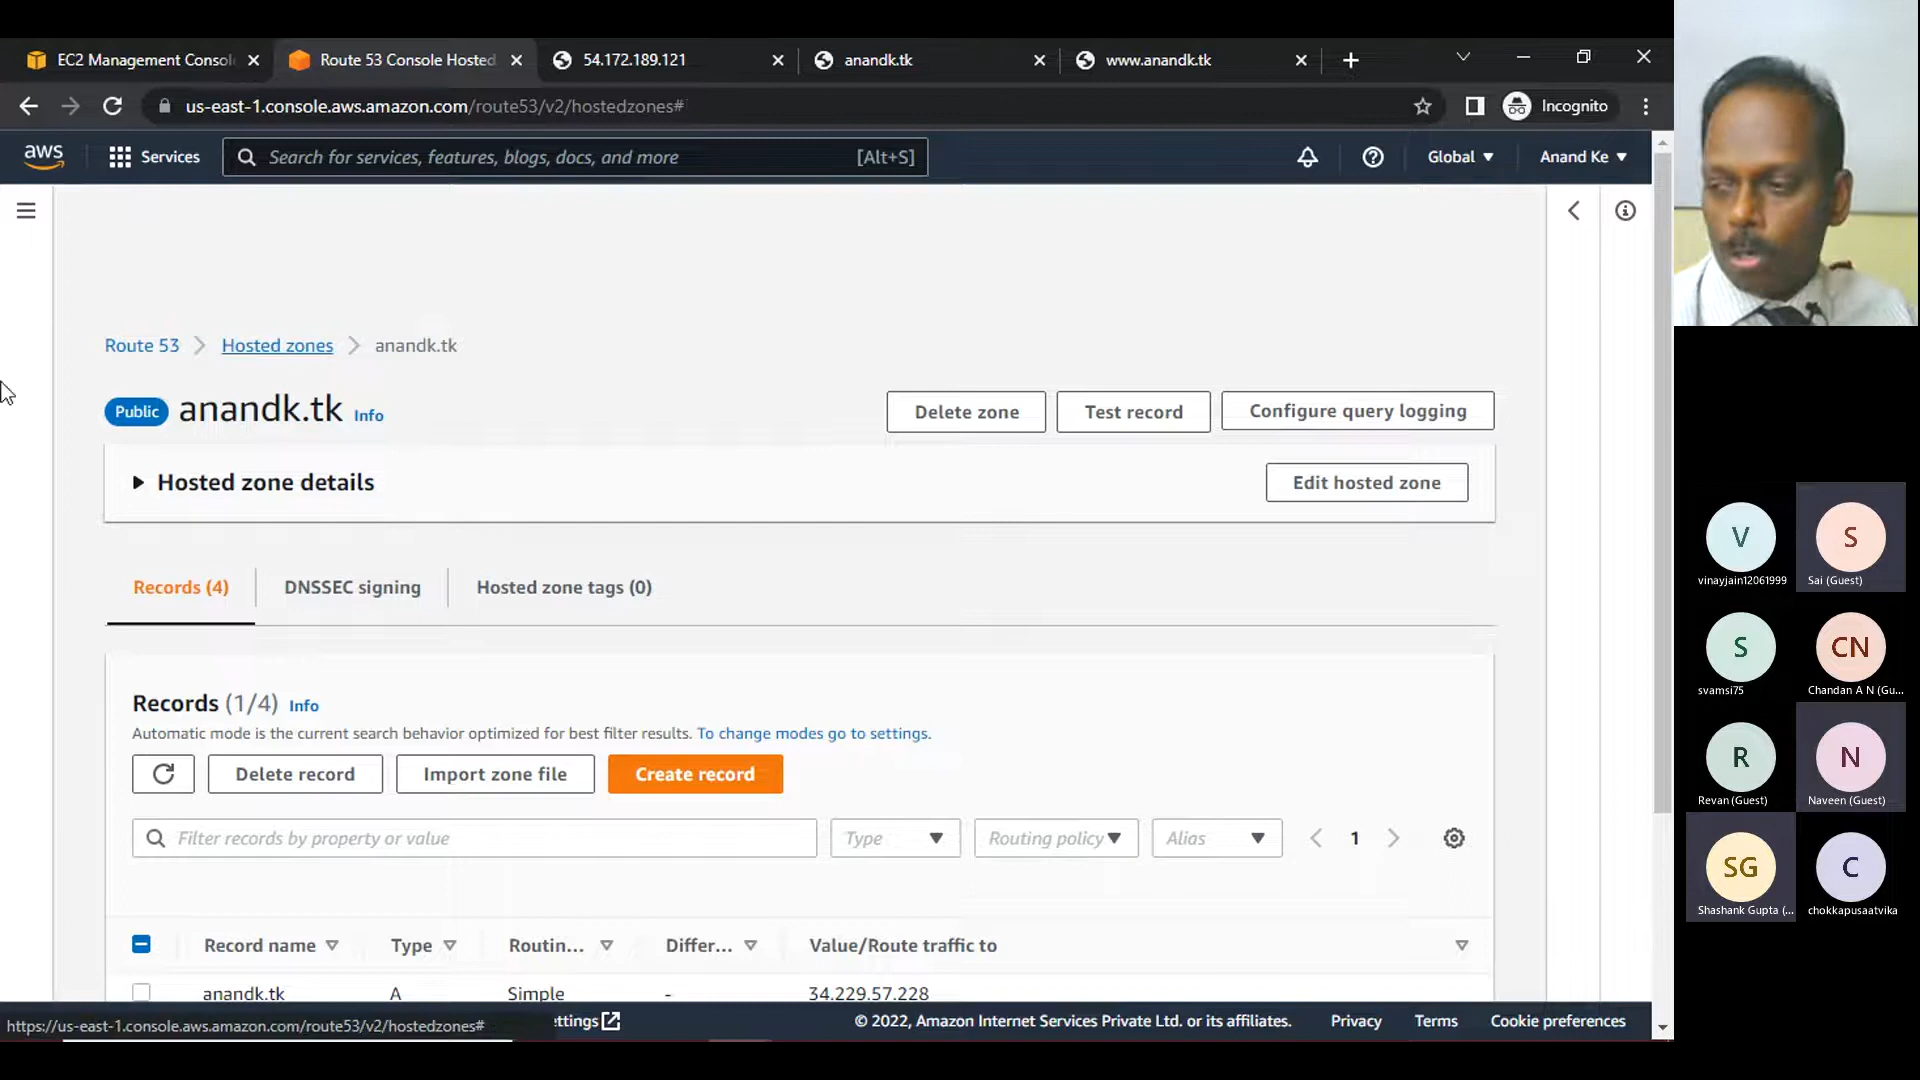 EC2 Management Consol
Route 53 Console Hosted
54.172.189.121
anandk.tk
www.anandk.tk
us-east-1.console.aws.amazon.com/route53/v2/hostedzones#
Incognito
aws
Services
Search for services, features, blogs, docs, and more
[Alt+S]
Global
Anand Ke
Route 53
Hosted zones
anandk.tk
Public
anandk.tk
Info
Delete zone
Test record
Configure query logging
Hosted zone details
Edit hosted zone
Records (4)
DNSSEC signing
Hosted zone tags (0)
Records (1/4) Info
Automatic mode is the current search behavior optimized for best filter results. To change modes go to settings.
Delete record
Import zone file
Create record
Filter records by property or value
Type
Routing policy
Alias
1
Record name
Type
Routin...
Differ...
Value/Route traffic to
anandk.tk
A
Simple
-
34.229.57.228
https://us-east-1.console.aws.amazon.com/route53/v2/hostedzones#
ettings
© 2022, Amazon Internet Services Private Ltd. or its affiliates.
Privacy
Terms
Cookie preferences
V
vinayjain12061999
S
Sai (Guest)
S
svamsi75
CN
Chandan A N (Gu...
R
Revan (Guest)
N
Naveen (Guest)
SG
Shashank Gupta (...
C
chokkapusaatvika